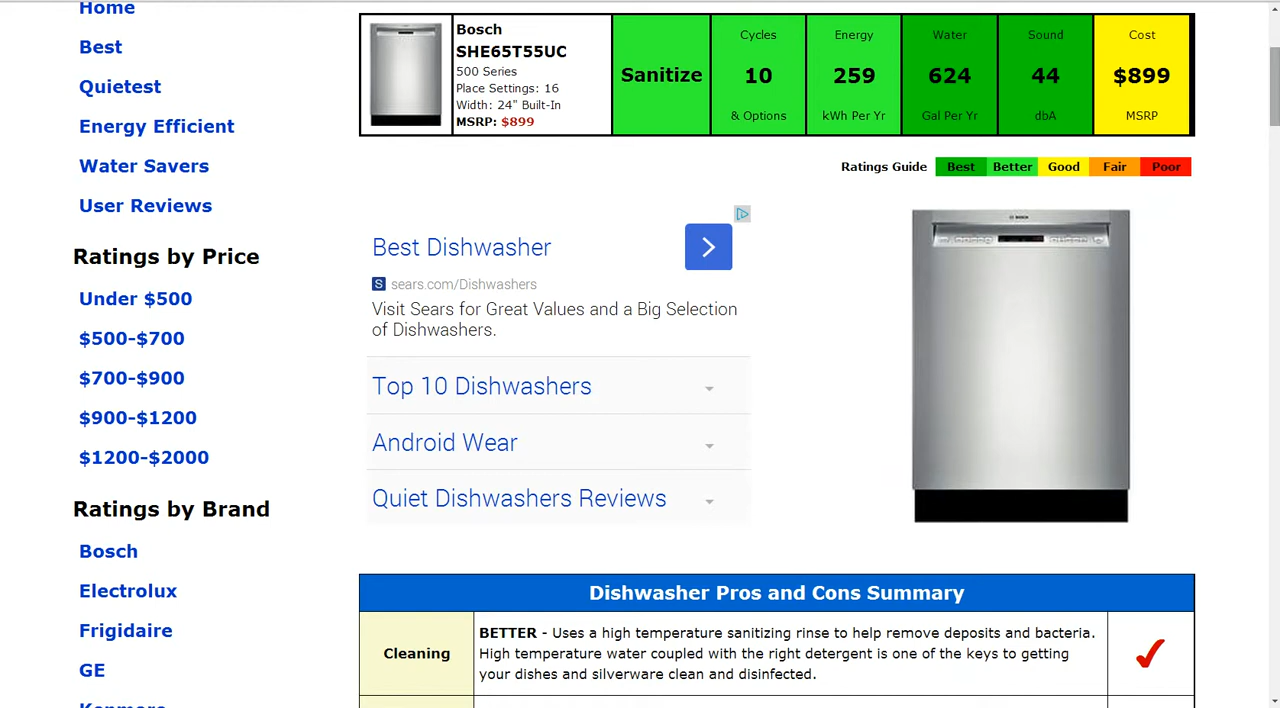 Home
Best
Quietest
Energy Efficient
Water Savers
User Reviews
Ratings by Price
Under $500
$500-$700
$700-$900
$900-$1200
$1200-$2000
Ratings by Brand
Bosch
Electrolux
Frigidaire
GE
Kenmore
Bosch
SHE65T55UC
500 Series
Place Settings: 16
Width: 24" Built-In
MSRP: $899
Sanitize
Cycles
10
& Options
Energy
259
kWh Per Yr
Water
624
Gal Per Yr
Sound
44
dbA
Cost
$899
MSRP
Ratings Guide Best Better Good Fair Poor
Best Dishwasher
S sears.com/Dishwashers
Visit Sears for Great Values and a Big Selection
of Dishwashers.
Top 10 Dishwashers
Android Wear
Quiet Dishwashers Reviews
BOSCH
Dishwasher Pros and Cons Summary
Cleaning
BETTER - Uses a high temperature sanitizing rinse to help remove deposits and bacteria.
High temperature water coupled with the right detergent is one of the keys to getting
your dishes and silverware clean and disinfected.